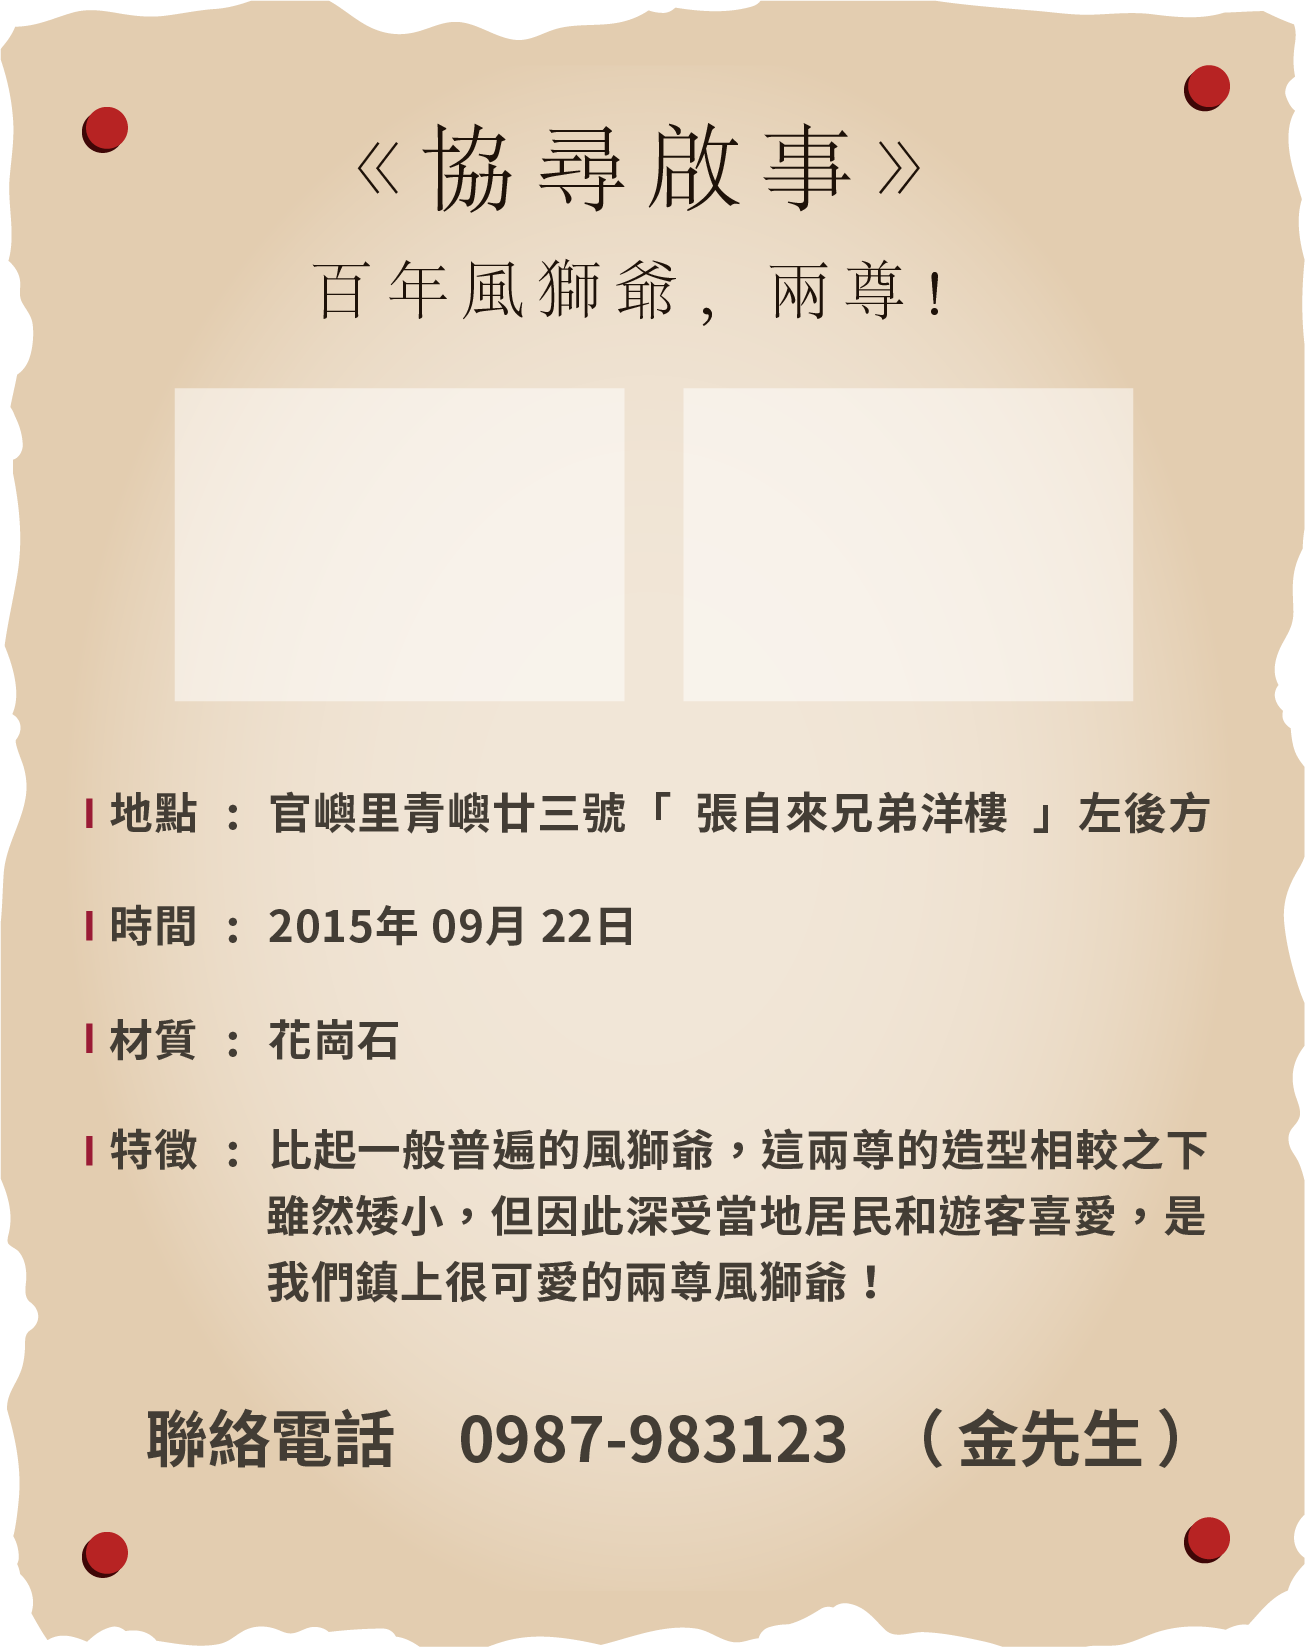 《協尋啟事》
百年風獅爺，兩尊！
地點：官嶼里青嶼廿三號「張自來兄弟洋樓」左後方
時間：2015年 09月 22日
材質：花崗石
特徵：比起一般普遍的風獅爺，這兩尊的造型相較之下
雖然矮小，但因此深受當地居民和遊客喜愛，是
我們鎮上很可愛的兩尊風獅爺！
聯絡電話 0987-983123 （金先生）